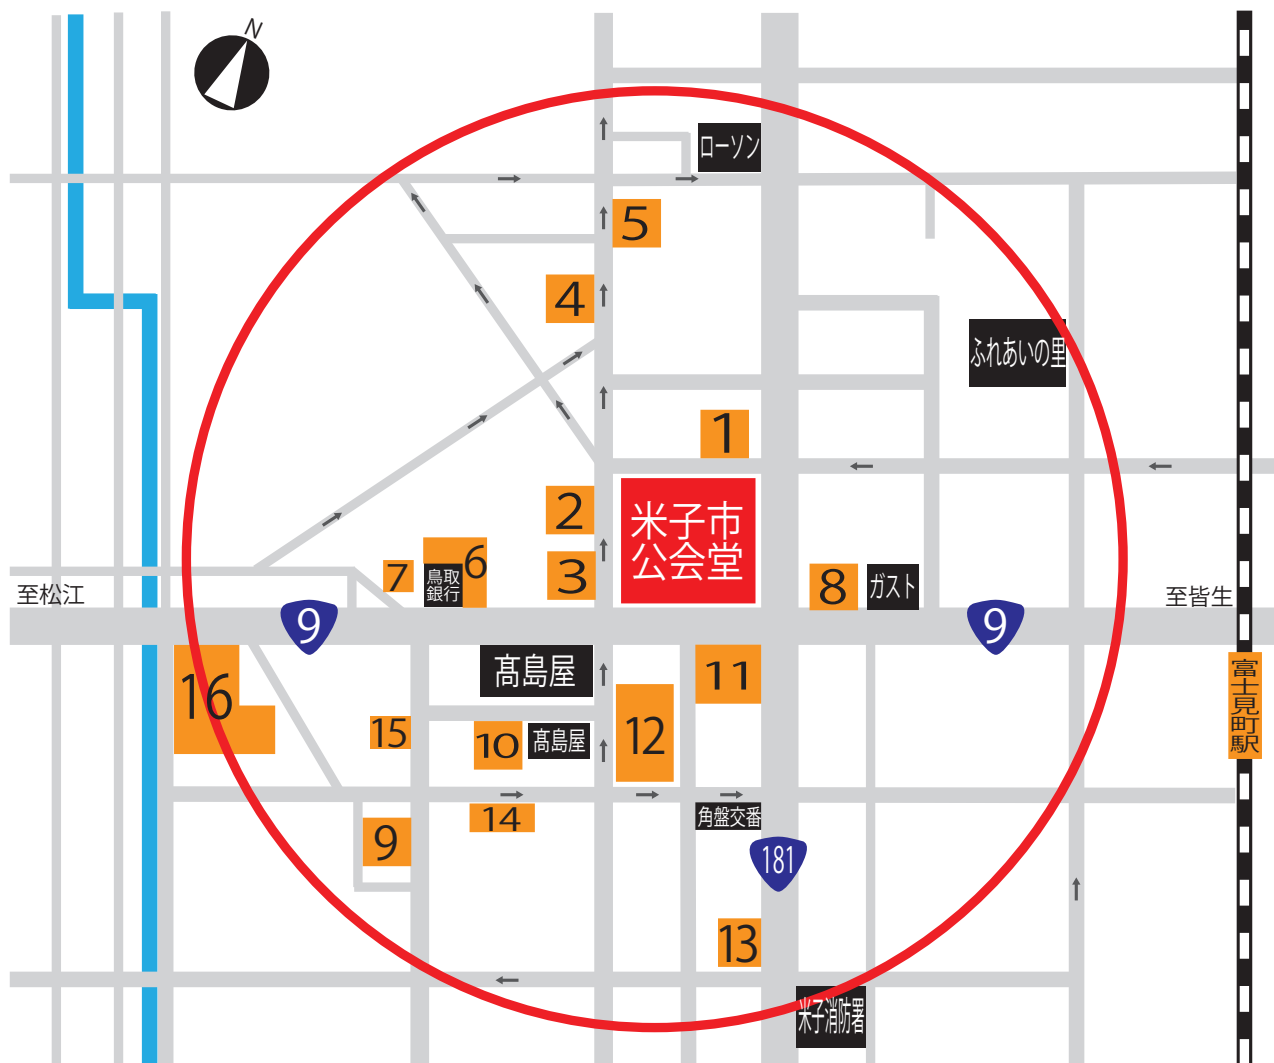 N
ローソン
5
4
ふれあいの里
1
2
米子市
公会堂
3
6
7
鳥取
銀行
8
ガスト
至松江
至皆生
9
9
髙島屋
11
16
12
富士見町駅
15
10
髙島屋
14
角盤交番
9
181
13
米子消防署